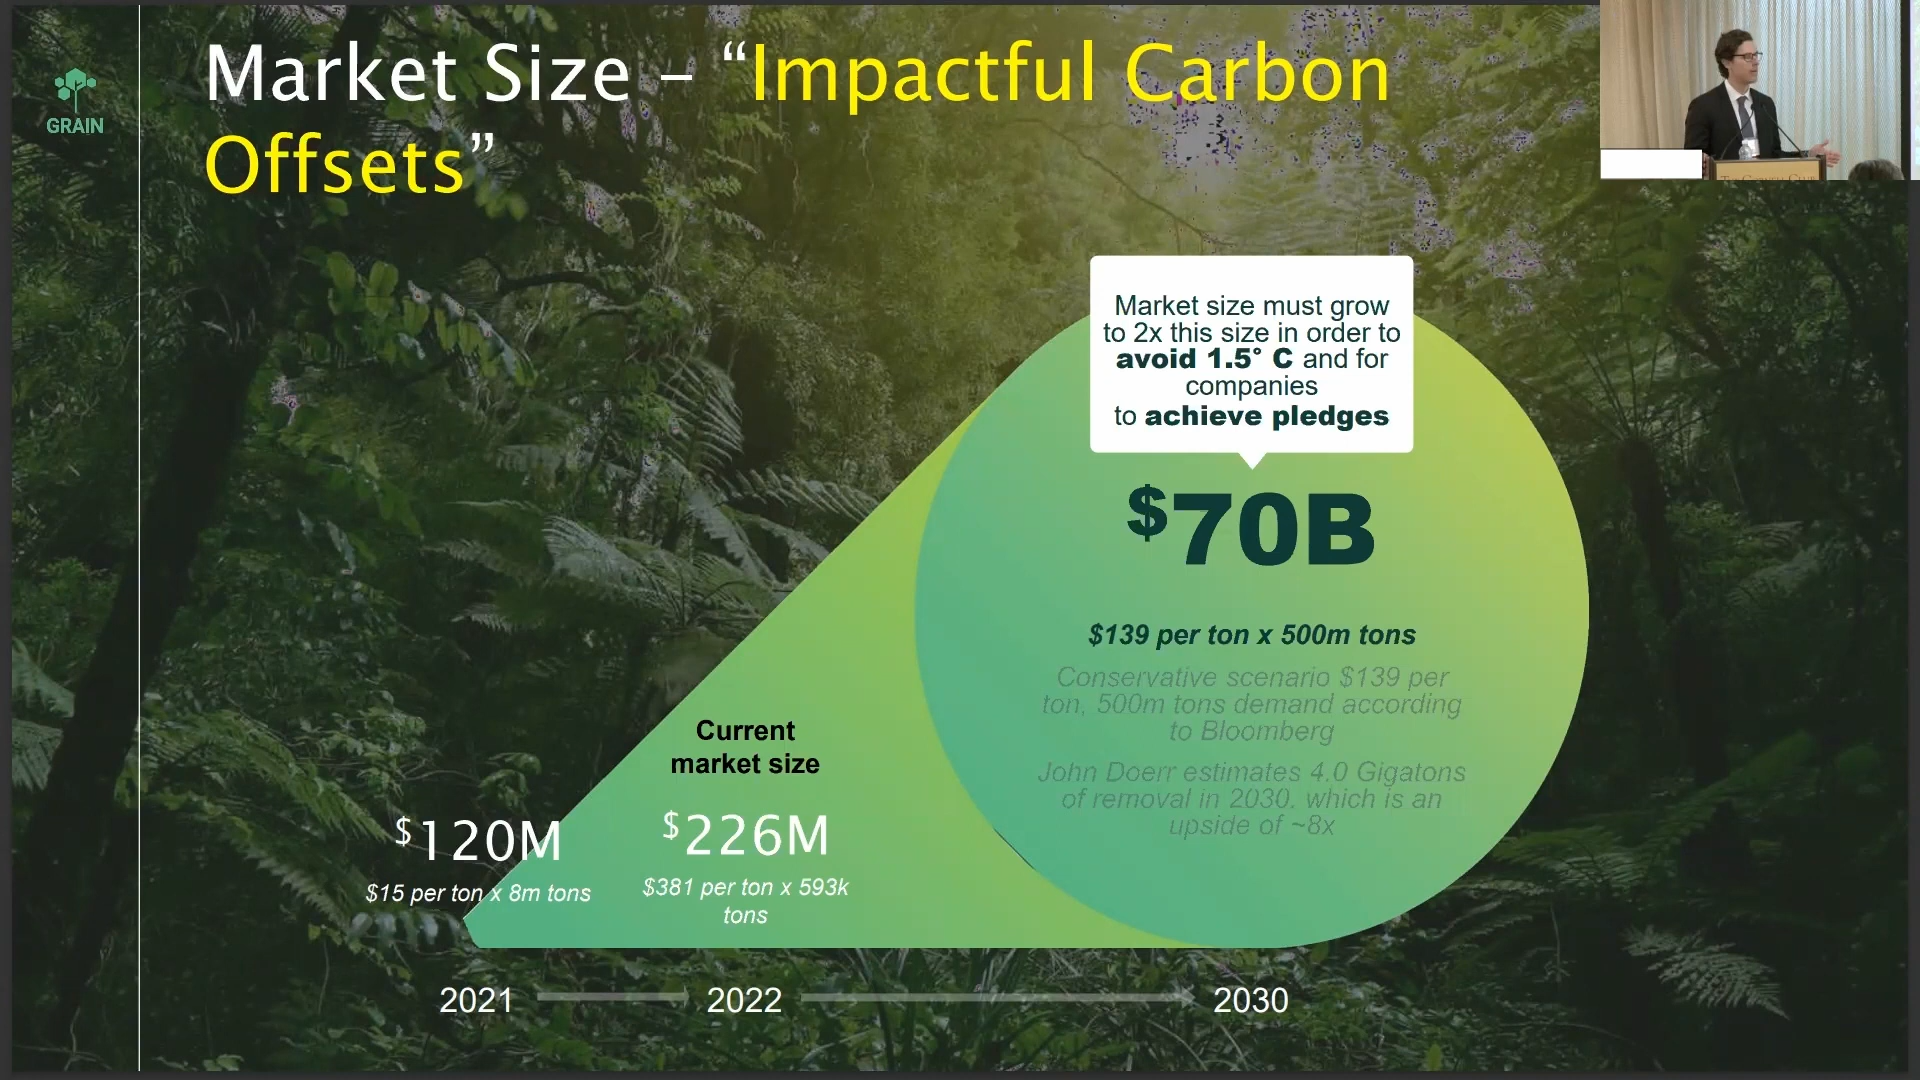 GRAIN
Market Size – “Impactful Carbon
Offsets”
Market size must grow
to 2x this size in order to
avoid 1.5° C and for
companies
to achieve pledges
$70B
$139 per ton x 500m tons
Conservative scenario $139 per
ton, 500m tons demand according
to Bloomberg
John Doerr estimates 4.0 Gigatons
of removal in 2030. which is an
upside of ~8x
Current
market size
$120M
$15 per ton x 8m tons
$226M
$381 per ton x 593k
tons
2021
2022
2030